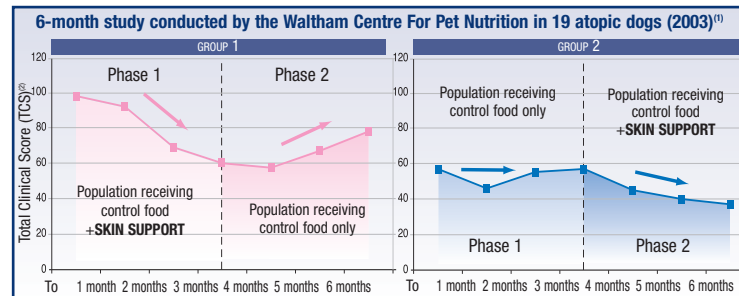 6-month study conducted by the Waltham Centre For Pet Nutrition in 19 atopic dogs (2003)(1)
GROUP 1
GROUP 2
Total Clinical Score (TCS)(2)
120
100
80
60
40
20
0
Phase 1
Phase 2
Population receiving
control food
+SKIN SUPPORT
Population receiving
control food only
To 1 month 2 months 3 months 4 months 5 months 6 months
120
100
80
60
40
20
0
Population receiving
control food only
Population receiving
control food
+SKIN SUPPORT
Phase 1
Phase 2
To 1 month 2 months 3 months 4 months 5 months 6 months